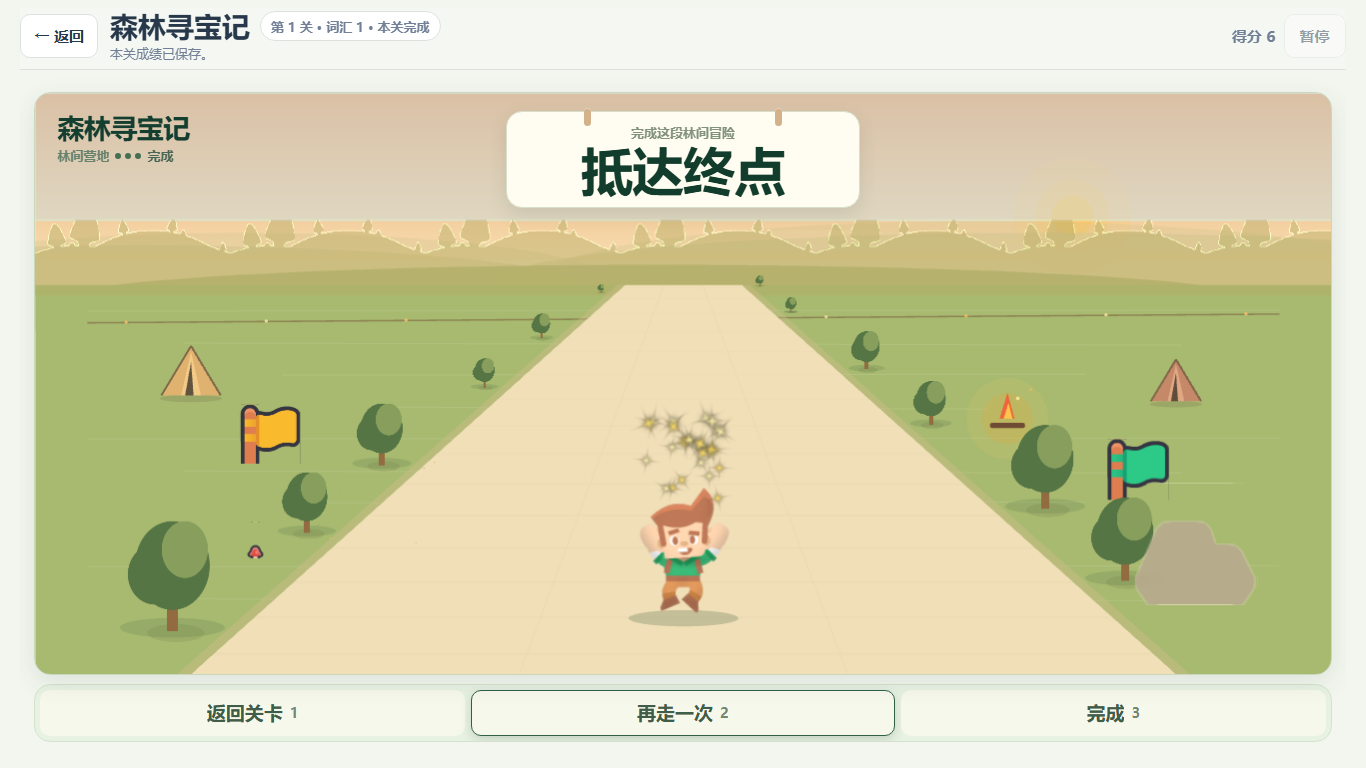 ← 返回
森林寻宝记
第 1 关 • 词汇 1 • 本关完成
本关成绩已保存。
得分 6
暂停
森林寻宝记
林间营地 ●●● 完成
完成这段林间冒险
抵达终点
返回关卡 1
再走一次 2
完成 3